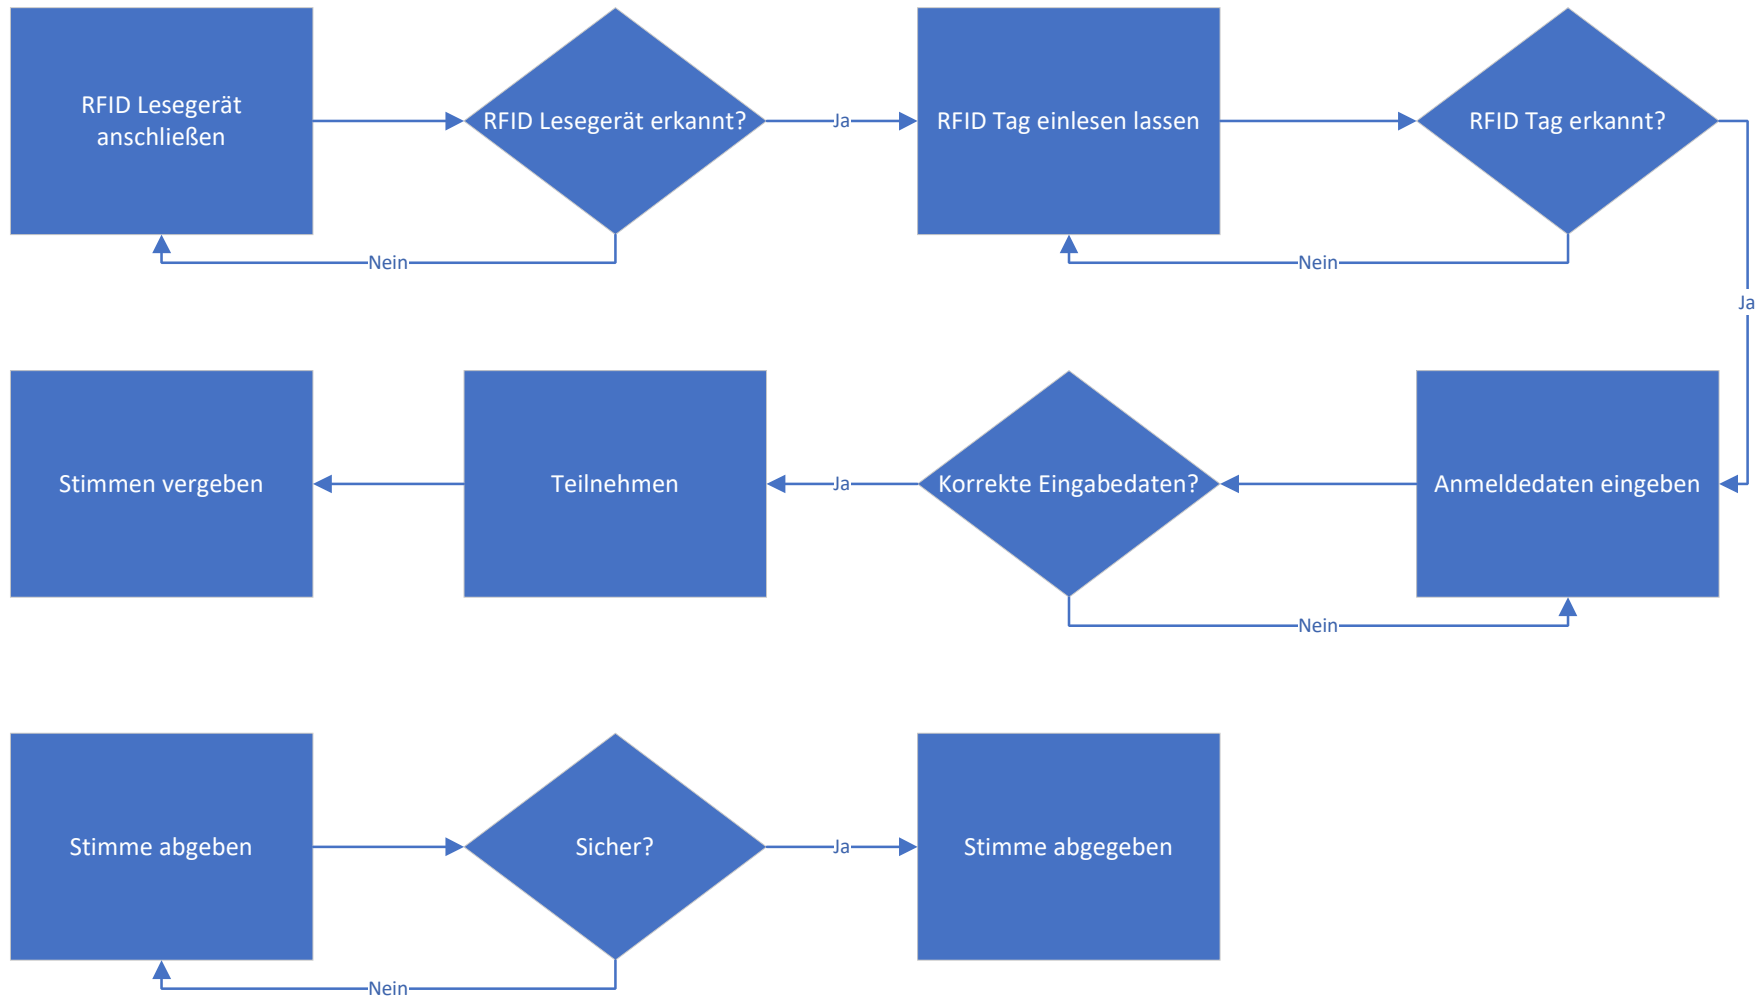 RFID Lesegerät
anschließen
RFID Lesegerät erkannt?
Ja
RFID Tag einlesen lassen
RFID Tag erkannt?
Nein
Nein
Ja
Stimmen vergeben
Teilnehmen
Ja
Korrekte Eingabedaten?
Anmeldedaten eingeben
Nein
Stimme abgeben
Sicher?
Ja
Stimme abgegeben
Nein